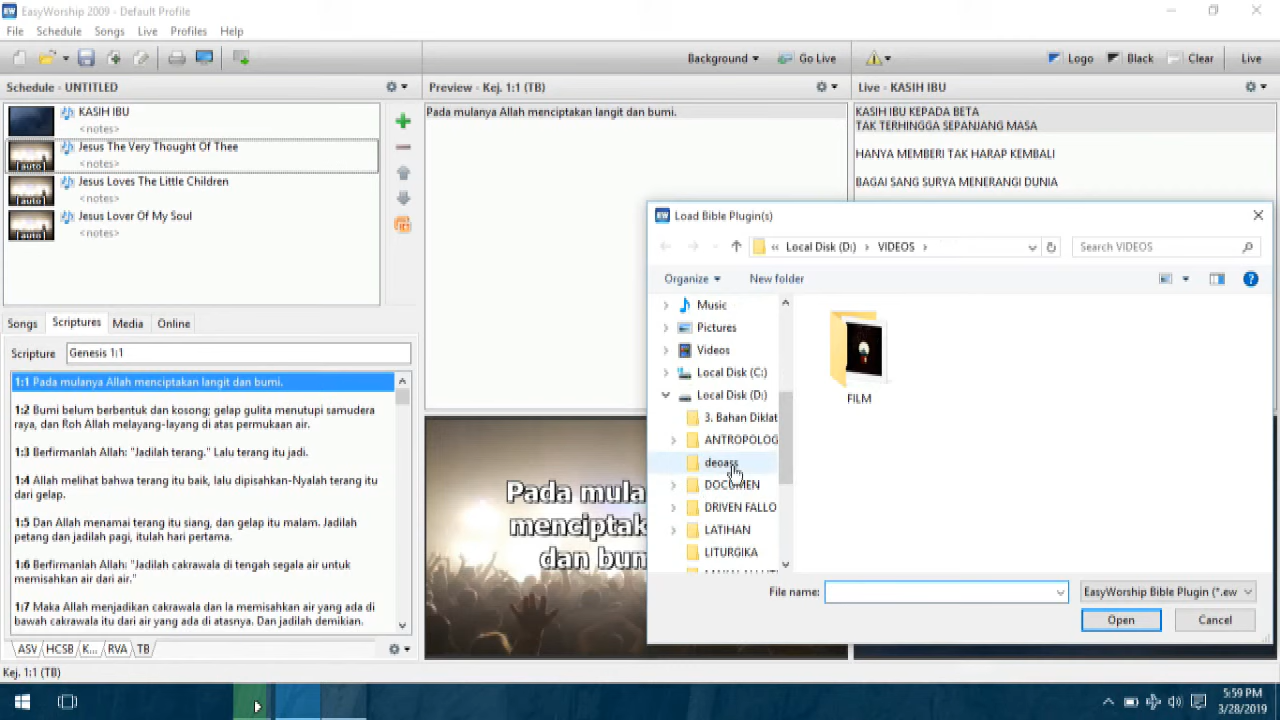 EasyWorship 2009 - Default Profile
File Schedule Songs Live Profiles Help
Background Go Live Logo Black Clear Live
Schedule - UNTITLED
KASIH IBU
<notes>
Jesus The Very Thought Of Thee
<notes>
[auto]
Jesus Loves The Little Children
<notes>
[auto]
Jesus Lover Of My Soul
<notes>
[auto]
Preview - Kej. 1:1 (TB)
Pada mulanya Allah menciptakan langit dan bumi.
Live - KASIH IBU
KASIH IBU KEPADA BETA
TAK TERHINGGA SEPANJANG MASA
HANYA MEMBERI TAK HARAP KEMBALI
BAGAI SANG SURYA MENERANGI DUNIA
Songs Scriptures Media Online
Scripture Genesis 1:1
1:1 Pada mulanya Allah menciptakan langit dan bumi.
1:2 Bumi belum berbentuk dan kosong; gelap gulita menutupi samudera
raya, dan Roh Allah melayang-layang di atas permukaan air.
1:3 Berfirmanlah Allah: "Jadilah terang." Lalu terang itu jadi.
1:4 Allah melihat bahwa terang itu baik, lalu dipisahkan-Nyalah terang itu
dari gelap.
1:5 Dan Allah menamai terang itu siang, dan gelap itu malam. Jadilah
petang dan jadilah pagi, itulah hari pertama.
1:6 Berfirmanlah Allah: "Jadilah cakrawala di tengah segala air untuk
memisahkan air dari air."
1:7 Maka Allah menjadikan cakrawala dan Ia memisahkan air yang ada di
bawah cakrawala itu dari air yang ada di atasnya. Dan jadilah demikian.
ASV HCSB K... RVA TB
Kej. 1:1 (TB)
Pada mula
menciptak
dan bum
EW Load Bible Plugin(s)
« Local Disk (D:) › VIDEOS ›
Search VIDEOS
Organize New folder
Music
Pictures
Videos
Local Disk (C:)
Local Disk (D:)
3. Bahan Diklat
ANTROPOLOG
deoass
DOCUMEN
DRIVEN FALLO
LATIHAN
LITURGIKA
FILM
File name:
EasyWorship Bible Plugin (*.ew
Open Cancel
5:59 PM
3/28/2019